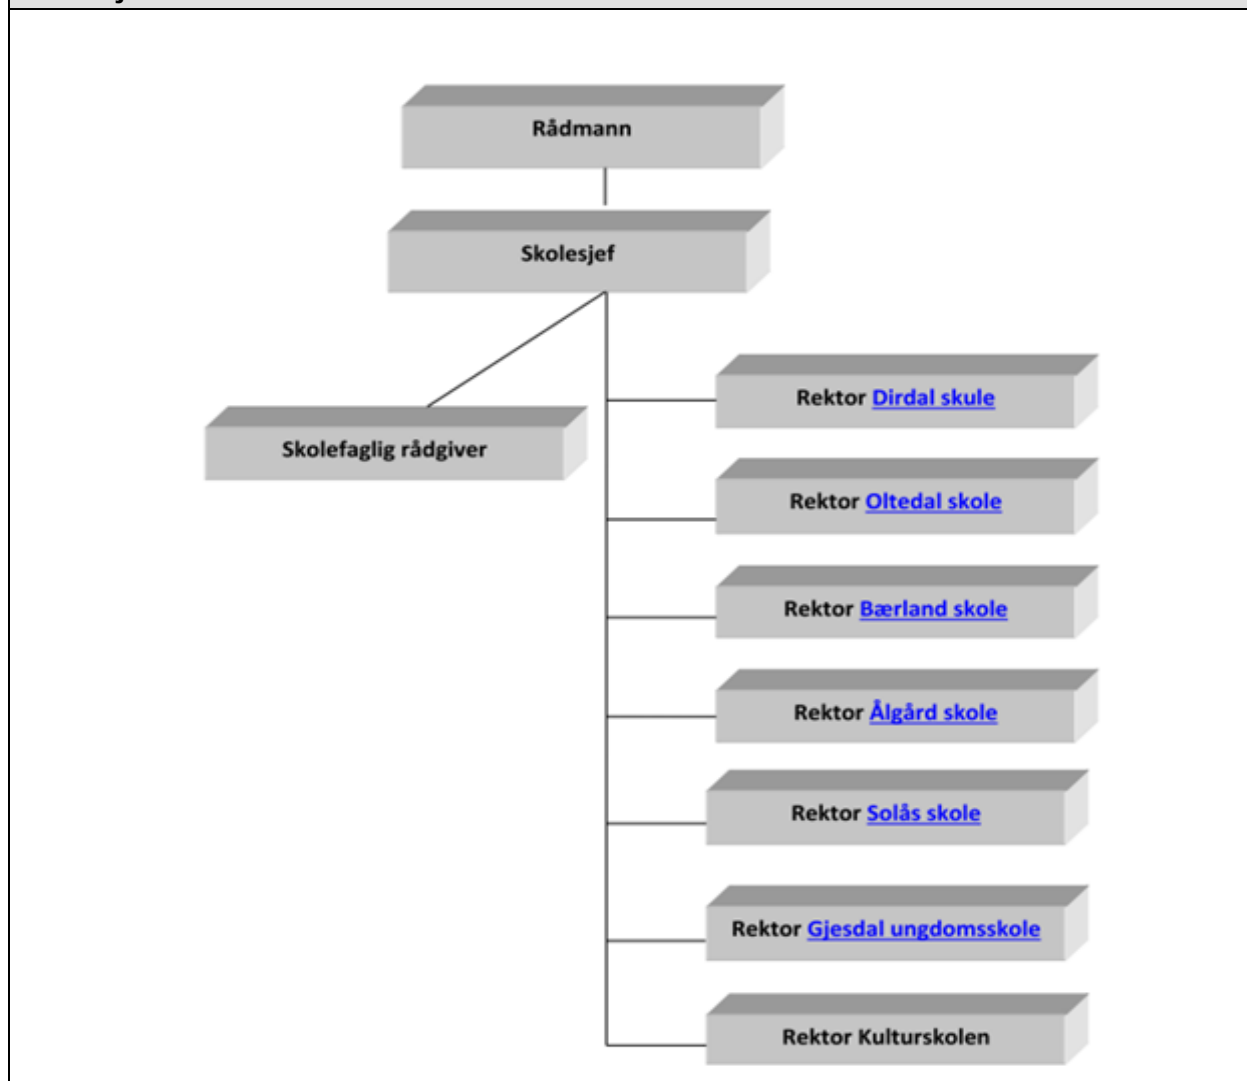 Rådmann
Skolesjef
Skolefaglig rådgiver
Rektor Dirdal skule
Rektor Oltedal skole
Rektor Bærland skole
Rektor Ålgård skole
Rektor Solås skole
Rektor Gjesdal ungdomsskole
Rektor Kulturskolen